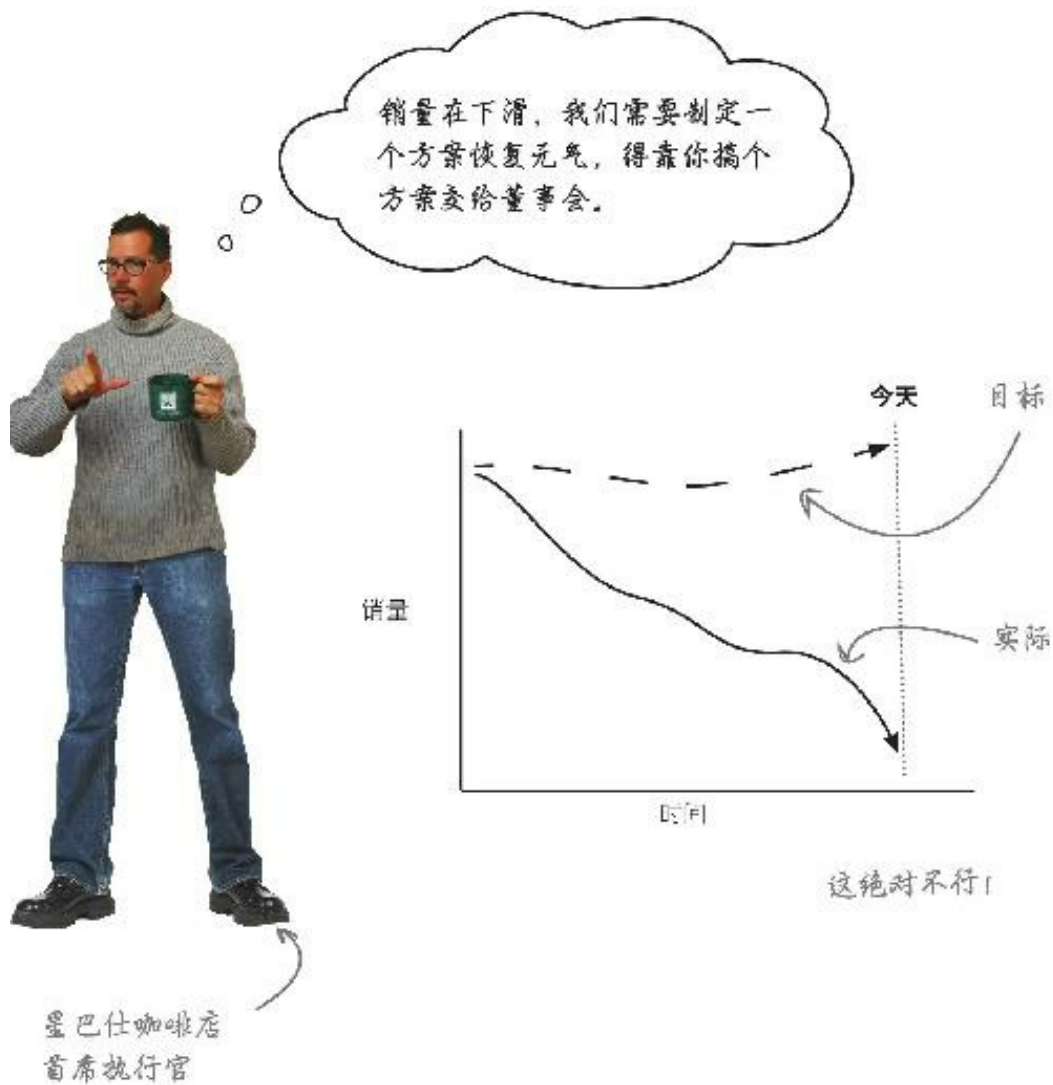 销量在下滑，我们需要制定一
个方案恢复元气，得靠你搞个
方案交给董事会。
今天
目标
销量
实际
时间
这绝对不行！
星巴仕咖啡店
首席执行官